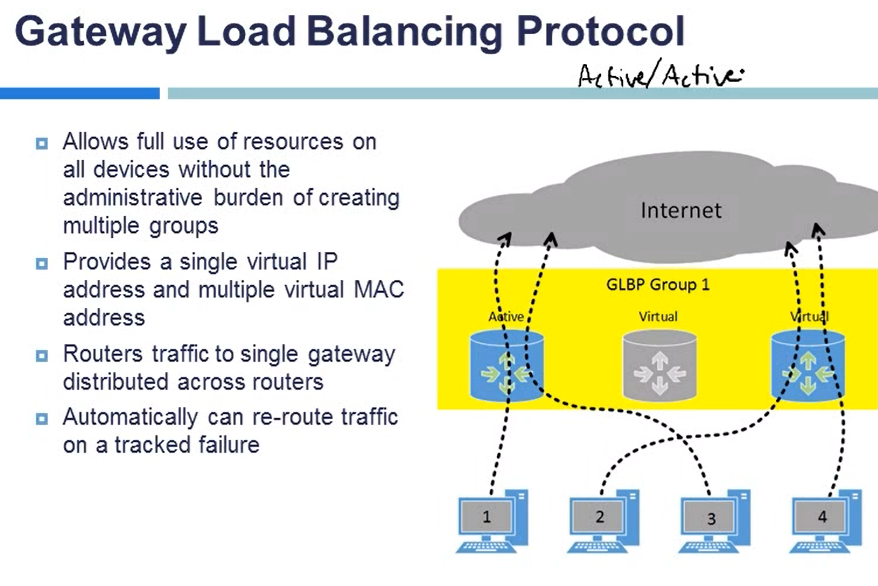 Gateway Load Balancing Protocol
Active/Active
Allows full use of resources on
all devices without the
administrative burden of creating
multiple groups
Provides a single virtual IP
address and multiple virtual MAC
address
Routers traffic to single gateway
distributed across routers
Automatically can re-route traffic
on a tracked failure
Internet
GLBP Group 1
Active Virtual Virtual
1 2 3 4